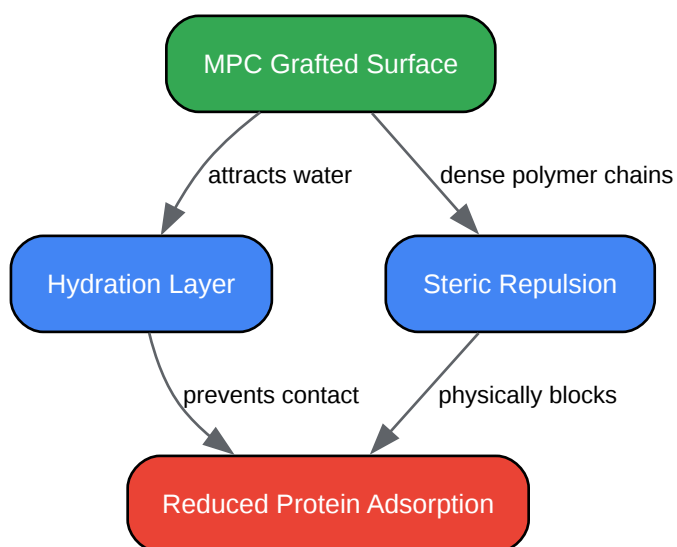 MPC Grafted Surface
attracts water
dense polymer chains
Hydration Layer
Steric Repulsion
prevents contact
physically blocks
Reduced Protein Adsorption